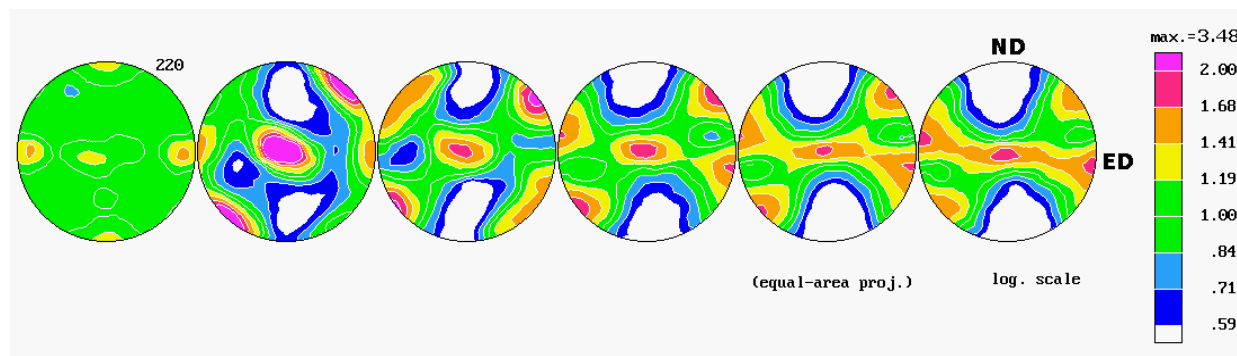 220
ND
ED
max.=3.48
2.00
1.68
1.41
1.19
1.00
.84
.71
.59
(equal-area proj.)
log. scale